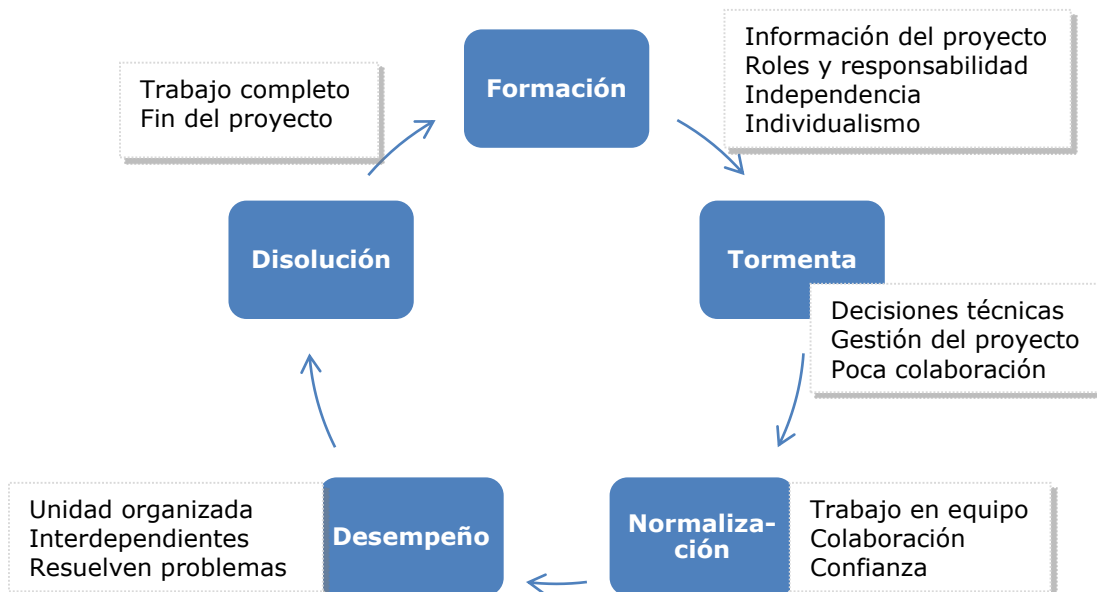 Formación
Información del proyecto
Roles y responsabilidad
Independencia
Individualismo
Tormenta
Decisiones técnicas
Gestión del proyecto
Poca colaboración
Normaliza-
ción
Trabajo en equipo
Colaboración
Confianza
Desempeño
Unidad organizada
Interdependientes
Resuelven problemas
Disolución
Trabajo completo
Fin del proyecto